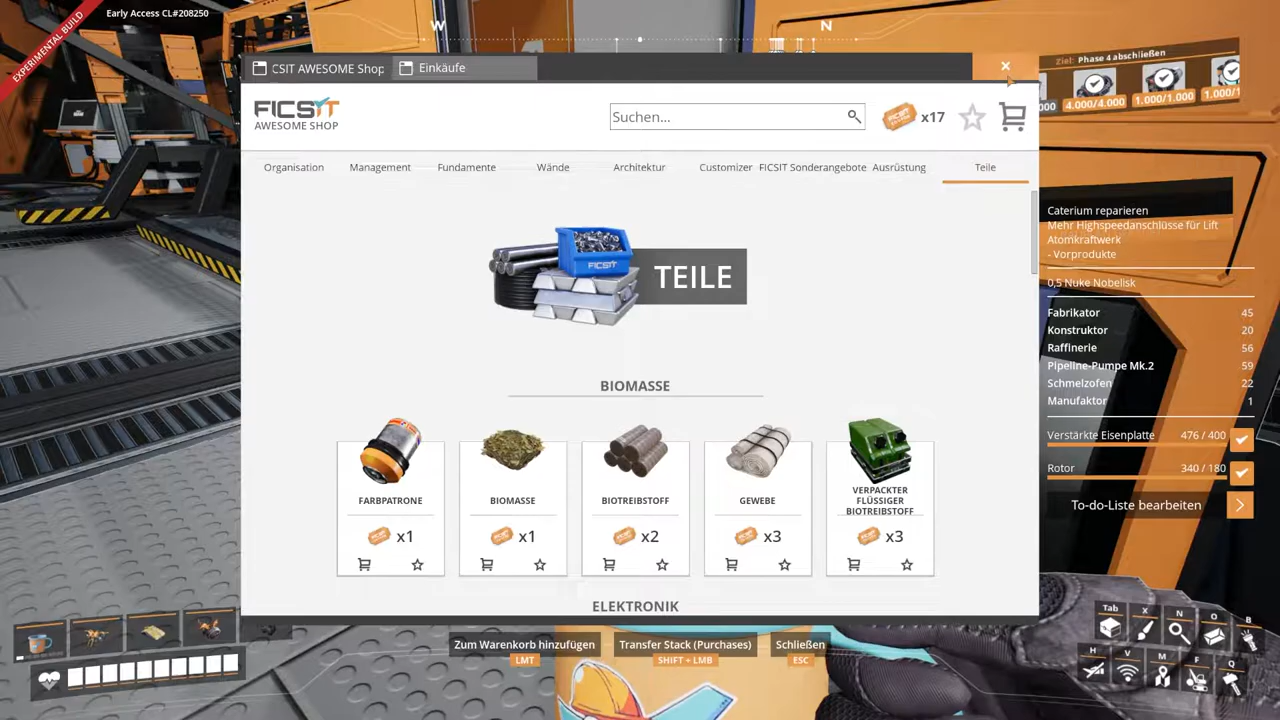 EXPERIMENTAL BUILD
Early Access CL#208250
W
N
CSIT AWESOME Shop
Einkäufe
Ziel: Phase 4 abschließen
4.000/4.000
1.000/1.000
FICSIT
AWESOME SHOP
Suchen...
x17
Organisation
Management
Fundamente
Wände
Architektur
Customizer
FICSIT Sonderangebote
Ausrüstung
Teile
FICSIT
TEILE
BIOMASSE
FARBPATRONE
x1
BIOMASSE
x1
BIOTREIBSTOFF
x2
GEWEBE
x3
VERPACKTER
FLÜSSIGER
BIOTREIBSTOFF
x3
ELEKTRONIK
Caterium reparieren
Mehr Highspeedanschlüsse für Lift
Atomkraftwerk
- Vorprodukte
0,5 Nuke Nobelisk
Fabrikator 45
Konstruktor 20
Raffinerie 56
Pipeline-Pumpe Mk.2 59
Schmelzofen 22
Manufaktor 1
Verstärkte Eisenplatte 476 / 400
Rotor 340 / 180
To-do-Liste bearbeiten
Zum Warenkorb hinzufügen
LMT
Transfer Stack (Purchases)
SHIFT + LMB
Schließen
ESC
Tab
X
N
O
B
H
V
M
F
Q